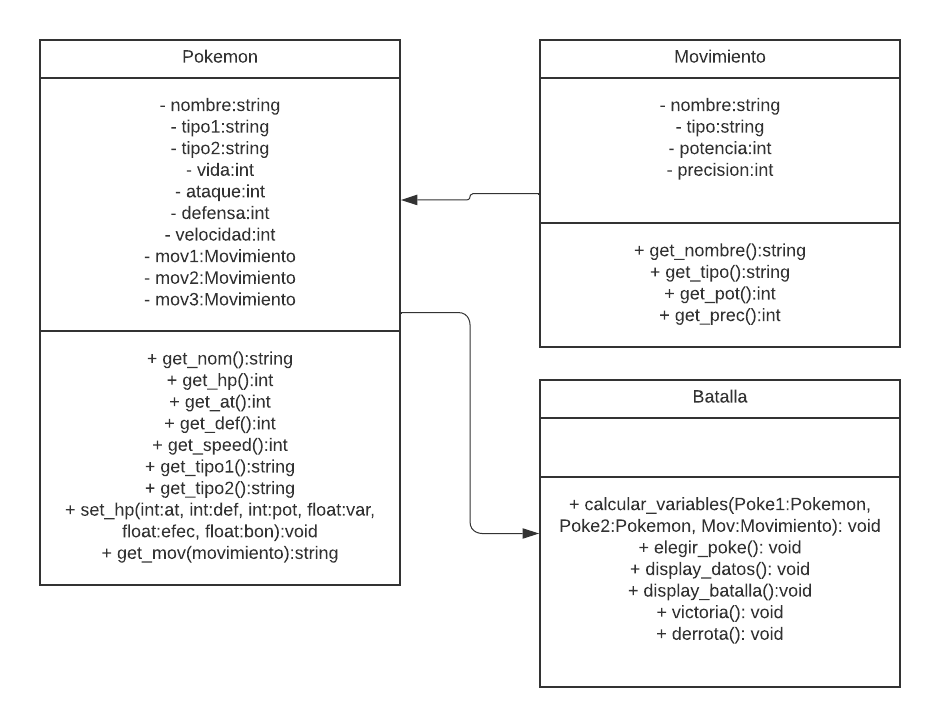 Pokemon
- nombre:string
- tipo1:string
- tipo2:string
- vida:int
- ataque:int
- defensa:int
- velocidad:int
- mov1:Movimiento
- mov2:Movimiento
- mov3:Movimiento
+ get_nom():string
+ get_hp():int
+ get_at():int
+ get_def():int
+ get_speed():int
+ get_tipo1():string
+ get_tipo2():string
+ set_hp(int:at, int:def, int:pot, float:var,
float:efec, float:bon):void
+ get_mov(movimiento):string
Movimiento
- nombre:string
- tipo:string
- potencia:int
- precision:int
+ get_nombre():string
+ get_tipo():string
+ get_pot():int
+ get_prec():int
Batalla
+ calcular_variables(Poke1:Pokemon,
Poke2:Pokemon, Mov:Movimiento): void
+ elegir_poke(): void
+ display_datos(): void
+ display_batalla():void
+ victoria(): void
+ derrota(): void